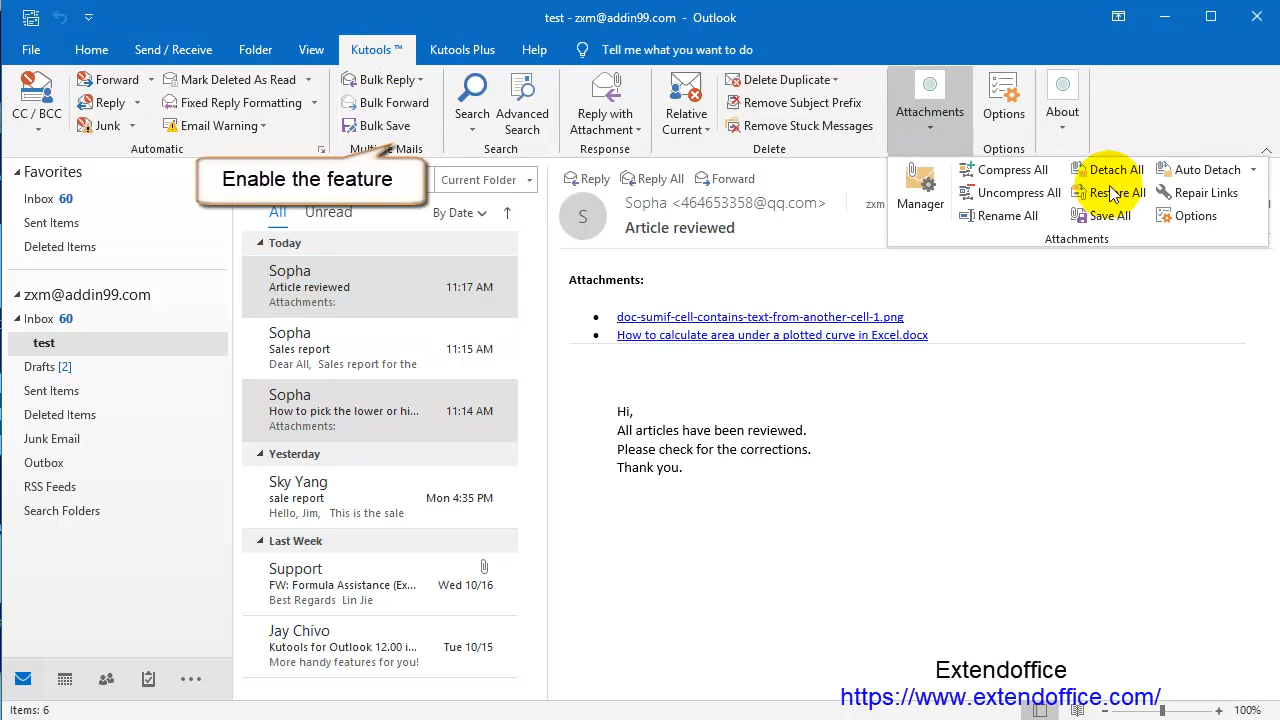 test - zxm@addin99.com - Outlook
File Home Send / Receive Folder View Kutools ™ Kutools Plus Help Tell me what you want to do
CC / BCC
Forward
Reply
Junk
Mark Deleted As Read
Fixed Reply Formatting
Email Warning
Automatic
Bulk Reply
Bulk Forward
Bulk Save
Search
Advanced
Search
Search
Reply with
Attachment
Response
Relative
Current
Delete Duplicate
Remove Subject Prefix
Remove Stuck Messages
Delete
Attachments
Options
Options
About
Enable the feature
Manager
Compress All
Uncompress All
Rename All
Detach All
Restore All
Save All
Auto Detach
Repair Links
Options
Attachments
Favorites
Inbox 60
Sent Items
Deleted Items
zxm@addin99.com
Inbox 60
test
Drafts [2]
Sent Items
Deleted Items
Junk Email
Outbox
RSS Feeds
Search Folders
Current Folder
All Unread By Date
Today
Sopha
Article reviewed 11:17 AM
Attachments:
Sopha
Sales report 11:15 AM
Dear All, Sales report for the
Sopha
How to pick the lower or hi... 11:14 AM
Attachments:
Yesterday
Sky Yang
sale report Mon 4:35 PM
Hello, Jim, This is the sale
Last Week
Support
FW: Formula Assistance (Ex... Wed 10/16
Best Regards Lin Jie
Jay Chivo
Kutools for Outlook 12.00 i... Tue 10/15
More handy features for you!
Reply Reply All Forward
S
Sopha <464653358@qq.com> zxm
Article reviewed
Attachments:
• doc-sumif-cell-contains-text-from-another-cell-1.png
• How to calculate area under a plotted curve in Excel.docx
Hi,
All articles have been reviewed.
Please check for the corrections.
Thank you.
Extendoffice
https://www.extendoffice.com/
Items: 6
100%